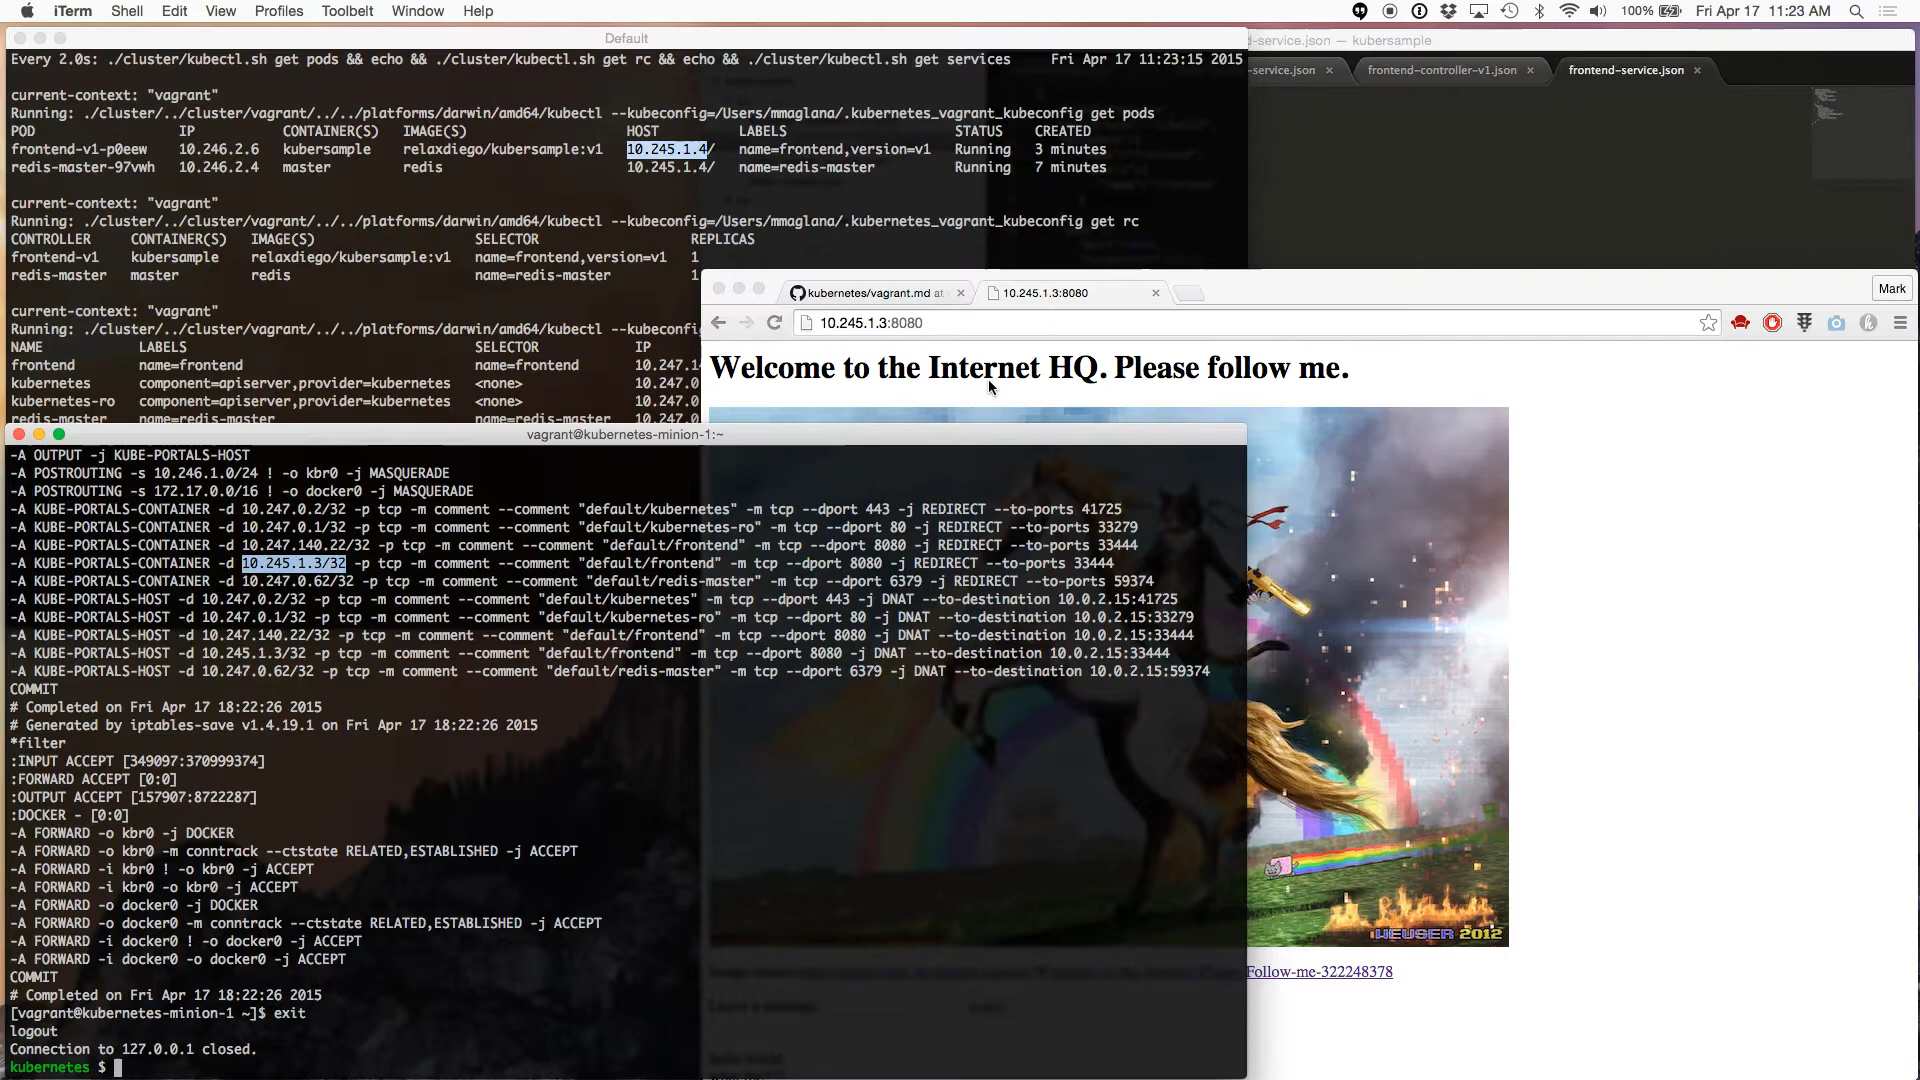 iTerm Shell Edit View Profiles Toolbelt Window Help 100% Fri Apr 17 11:23 AM
Default
d-service.json — kubersample
Every 2.0s: ./cluster/kubectl.sh get pods && echo && ./cluster/kubectl.sh get rc && echo && ./cluster/kubectl.sh get services Fri Apr 17 11:23:15 2015
-service.json × frontend-controller-v1.json × frontend-service.json ×
current-context: "vagrant"
Running: ./cluster/../cluster/vagrant/../../platforms/darwin/amd64/kubectl --kubeconfig=/Users/mmaglana/.kubernetes_vagrant_kubeconfig get pods
POD IP CONTAINER(S) IMAGE(S) HOST LABELS STATUS CREATED
frontend-v1-p0eew 10.246.2.6 kubersample relaxdiego/kubersample:v1 10.245.1.4/ name=frontend,version=v1 Running 3 minutes
redis-master-97vwh 10.246.2.4 master redis 10.245.1.4/ name=redis-master Running 7 minutes
current-context: "vagrant"
Running: ./cluster/../cluster/vagrant/../../platforms/darwin/amd64/kubectl --kubeconfig=/Users/mmaglana/.kubernetes_vagrant_kubeconfig get rc
CONTROLLER CONTAINER(S) IMAGE(S) SELECTOR REPLICAS
frontend-v1 kubersample relaxdiego/kubersample:v1 name=frontend,version=v1 1
redis-master master redis name=redis-master 1
current-context: "vagrant"
Running: ./cluster/../cluster/vagrant/../../platforms/darwin/amd64/kubectl
NAME LABELS SELECTOR IP
frontend name=frontend name=frontend 10.247.1
kubernetes component=apiserver,provider=kubernetes <none> 10.247.0
kubernetes-ro component=apiserver,provider=kubernetes <none> 10.247.0
redis-master name=redis-master name=redis-master 10.247.0
kubernetes/vagrant.md at × 10.245.1.3:8080 × Mark
10.245.1.3:8080
Welcome to the Internet HQ. Please follow me.
HEUSER 2012
Follow-me-322248378
vagrant@kubernetes-minion-1:~
-A OUTPUT -j KUBE-PORTALS-HOST
-A POSTROUTING -s 10.246.1.0/24 ! -o kbr0 -j MASQUERADE
-A POSTROUTING -s 172.17.0.0/16 ! -o docker0 -j MASQUERADE
-A KUBE-PORTALS-CONTAINER -d 10.247.0.2/32 -p tcp -m comment --comment "default/kubernetes" -m tcp --dport 443 -j REDIRECT --to-ports 41725
-A KUBE-PORTALS-CONTAINER -d 10.247.0.1/32 -p tcp -m comment --comment "default/kubernetes-ro" -m tcp --dport 80 -j REDIRECT --to-ports 33279
-A KUBE-PORTALS-CONTAINER -d 10.247.140.22/32 -p tcp -m comment --comment "default/frontend" -m tcp --dport 8080 -j REDIRECT --to-ports 33444
-A KUBE-PORTALS-CONTAINER -d 10.245.1.3/32 -p tcp -m comment --comment "default/frontend" -m tcp --dport 8080 -j REDIRECT --to-ports 33444
-A KUBE-PORTALS-CONTAINER -d 10.247.0.62/32 -p tcp -m comment --comment "default/redis-master" -m tcp --dport 6379 -j REDIRECT --to-ports 59374
-A KUBE-PORTALS-HOST -d 10.247.0.2/32 -p tcp -m comment --comment "default/kubernetes" -m tcp --dport 443 -j DNAT --to-destination 10.0.2.15:41725
-A KUBE-PORTALS-HOST -d 10.247.0.1/32 -p tcp -m comment --comment "default/kubernetes-ro" -m tcp --dport 80 -j DNAT --to-destination 10.0.2.15:33279
-A KUBE-PORTALS-HOST -d 10.247.140.22/32 -p tcp -m comment --comment "default/frontend" -m tcp --dport 8080 -j DNAT --to-destination 10.0.2.15:33444
-A KUBE-PORTALS-HOST -d 10.245.1.3/32 -p tcp -m comment --comment "default/frontend" -m tcp --dport 8080 -j DNAT --to-destination 10.0.2.15:33444
-A KUBE-PORTALS-HOST -d 10.247.0.62/32 -p tcp -m comment --comment "default/redis-master" -m tcp --dport 6379 -j DNAT --to-destination 10.0.2.15:59374
COMMIT
# Completed on Fri Apr 17 18:22:26 2015
# Generated by iptables-save v1.4.19.1 on Fri Apr 17 18:22:26 2015
*filter
:INPUT ACCEPT [349097:370999374]
:FORWARD ACCEPT [0:0]
:OUTPUT ACCEPT [157907:8722287]
:DOCKER - [0:0]
-A FORWARD -o kbr0 -j DOCKER
-A FORWARD -o kbr0 -m conntrack --ctstate RELATED,ESTABLISHED -j ACCEPT
-A FORWARD -i kbr0 ! -o kbr0 -j ACCEPT
-A FORWARD -i kbr0 -o kbr0 -j ACCEPT
-A FORWARD -o docker0 -j DOCKER
-A FORWARD -o docker0 -m conntrack --ctstate RELATED,ESTABLISHED -j ACCEPT
-A FORWARD -i docker0 ! -o docker0 -j ACCEPT
-A FORWARD -i docker0 -o docker0 -j ACCEPT
COMMIT
# Completed on Fri Apr 17 18:22:26 2015
[vagrant@kubernetes-minion-1 ~]$ exit
logout
Connection to 127.0.0.1 closed.
kubernetes $